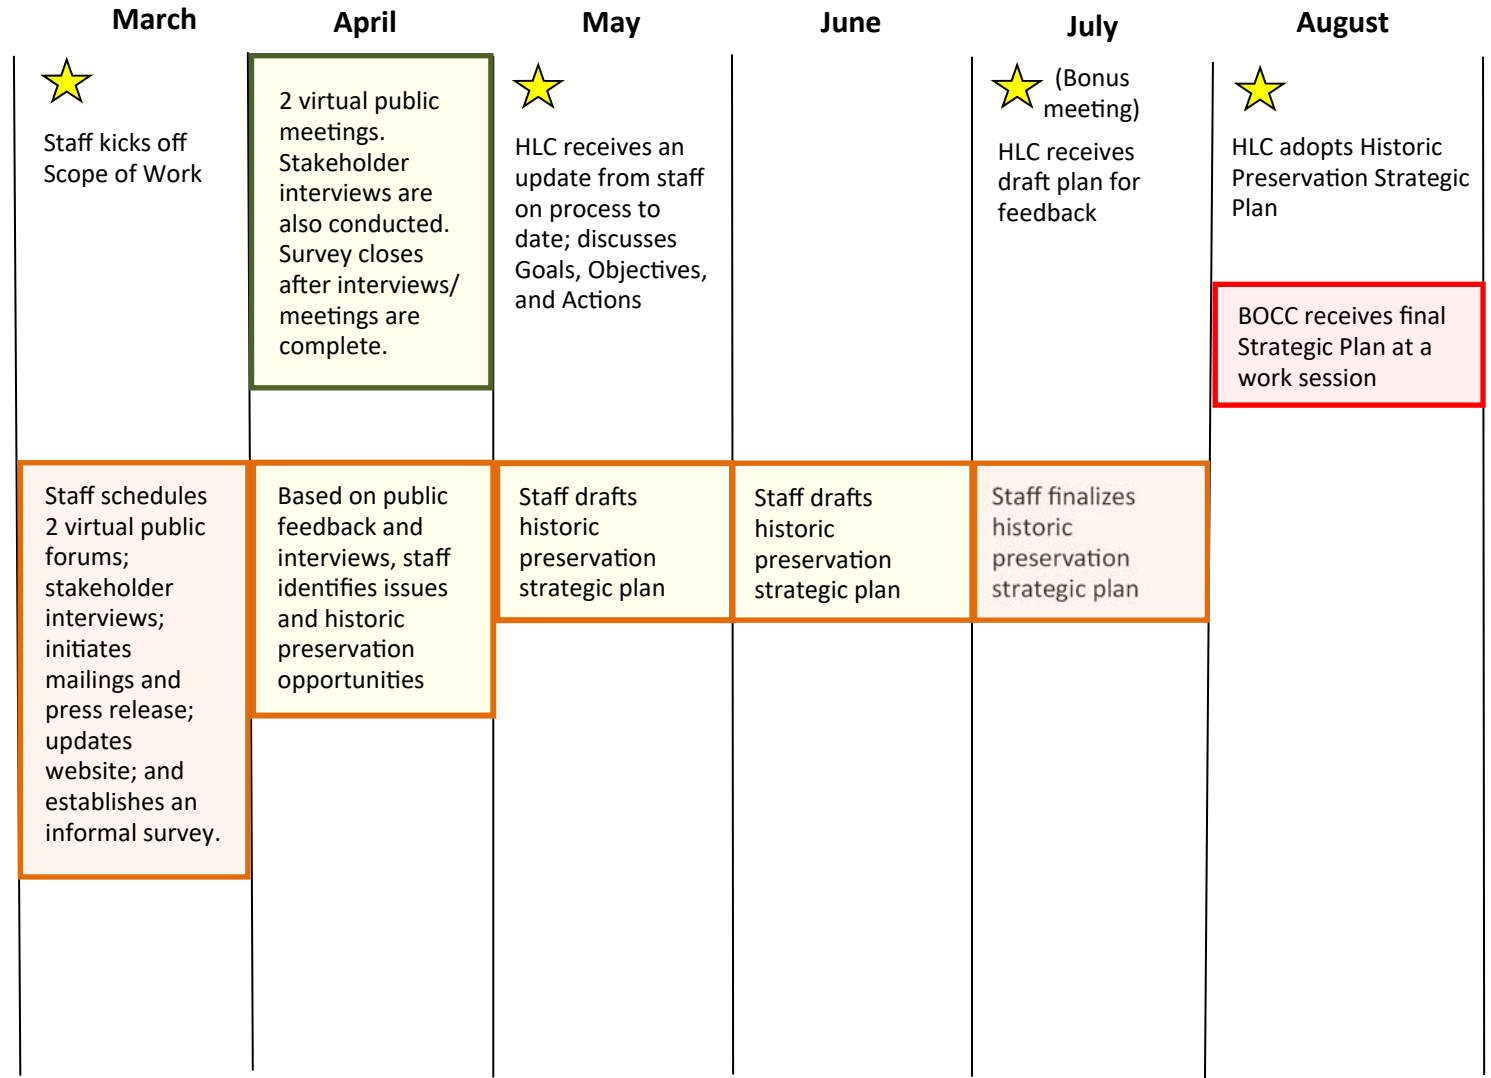 March
April
May
June
July
August
Staff kicks off
Scope of Work
2 virtual public
meetings.
Stakeholder
interviews are
also conducted.
Survey closes
after interviews/
meetings are
complete.
HLC receives an
update from staff
on process to
date; discusses
Goals, Objectives,
and Actions
(Bonus
meeting)
HLC receives
draft plan for
feedback
HLC adopts Historic
Preservation Strategic
Plan
BOCC receives final
Strategic Plan at a
work session
Staff schedules
2 virtual public
forums;
stakeholder
interviews;
initiates
mailings and
press release;
updates
website; and
establishes an
informal survey.
Based on public
feedback and
interviews, staff
identifies issues
and historic
preservation
opportunities
Staff drafts
historic
preservation
strategic plan
Staff drafts
historic
preservation
strategic plan
Staff finalizes
historic
preservation
strategic plan